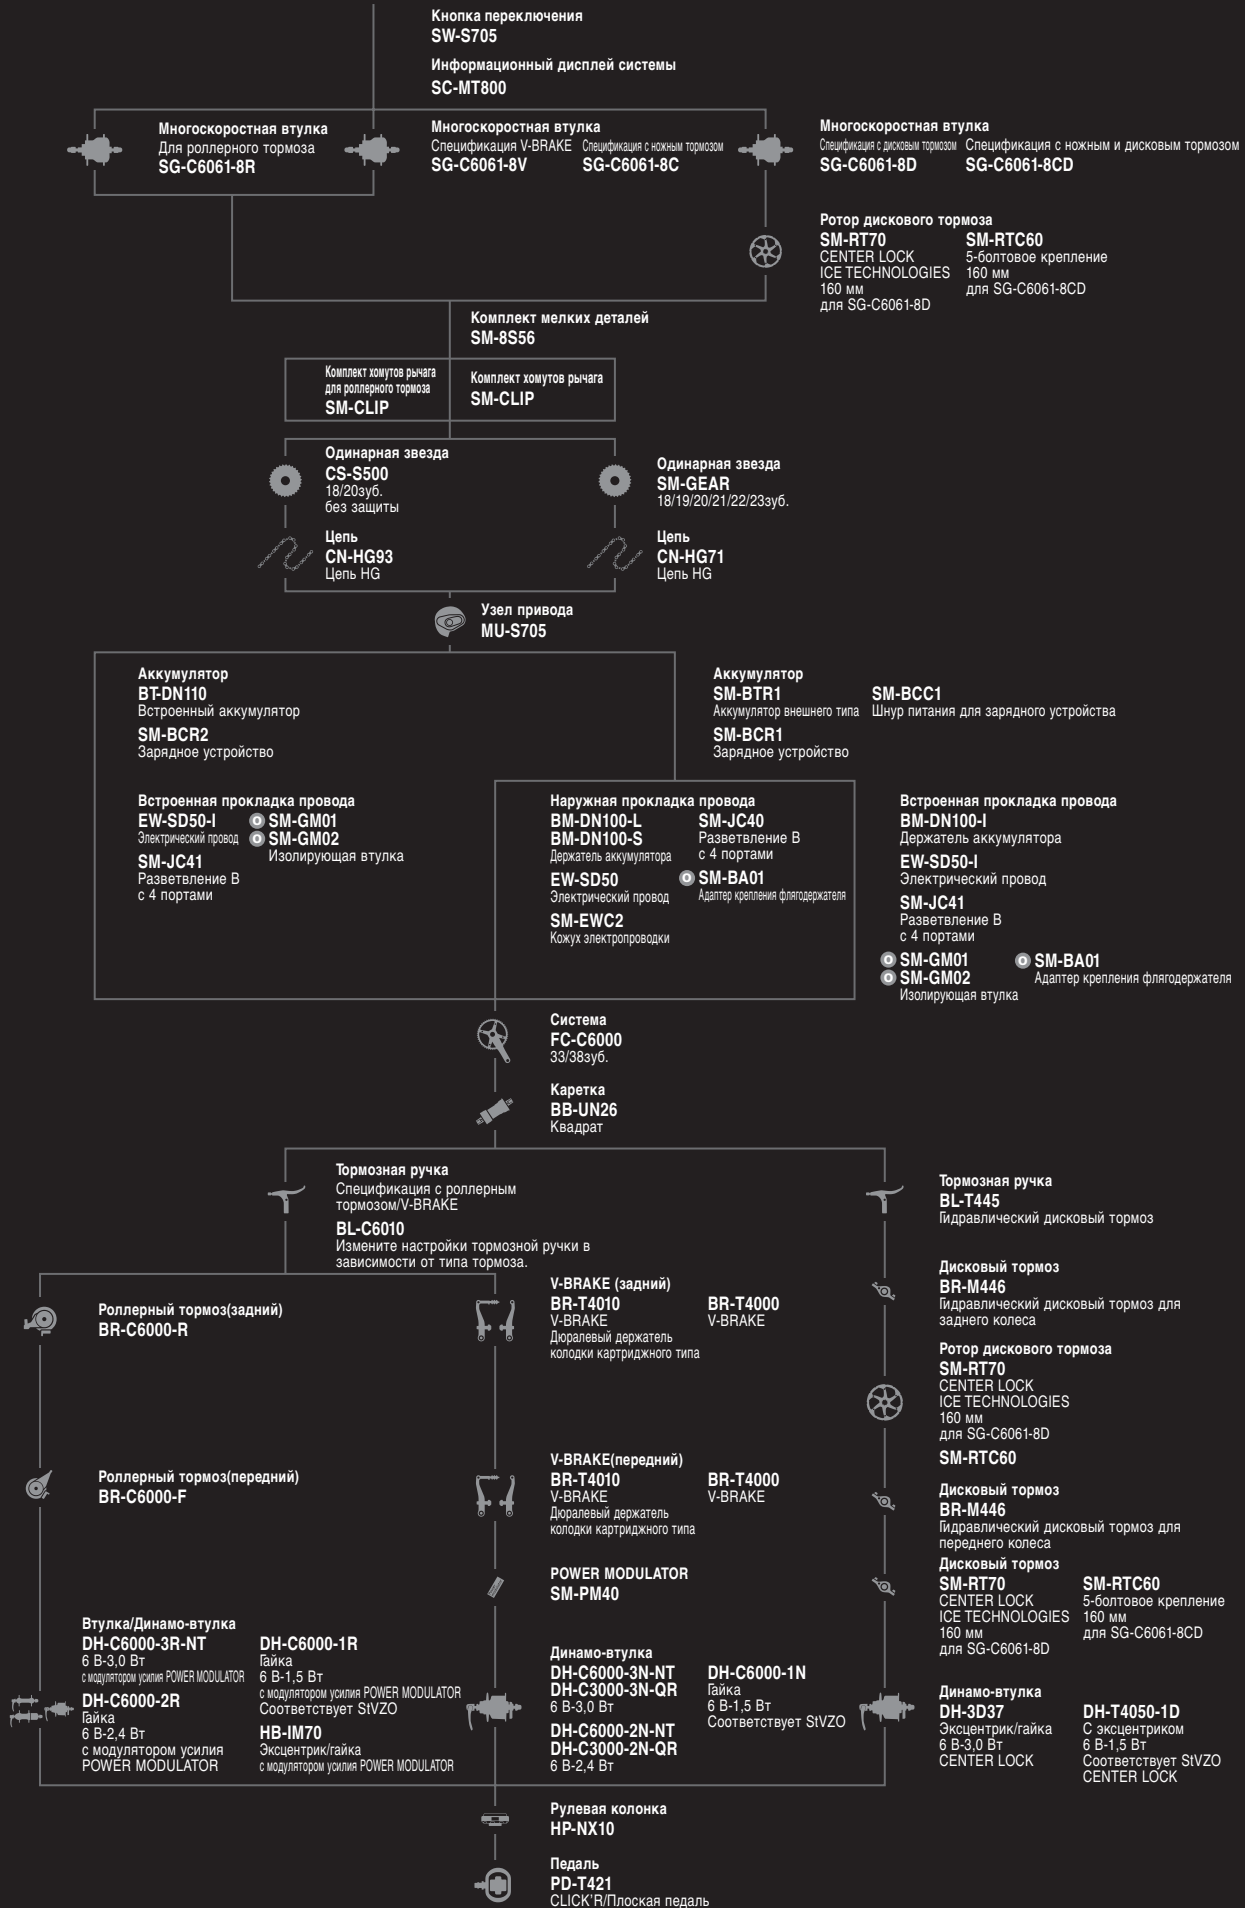 Кнопка переключения
SW-S705
Информационный дисплей системы
SC-MT800
Многоскоростная втулка
Для роллерного тормоза
SG-C6061-8R
Многоскоростная втулка
Спецификация V-BRAKE Спецификация с ножным тормозом
SG-C6061-8V SG-C6061-8C
Многоскоростная втулка
Спецификация с дисковым тормозом Спецификация с ножным и дисковым тормозом
SG-C6061-8D SG-C6061-8CD
Ротор дискового тормоза
SM-RT70
CENTER LOCK
ICE TECHNOLOGIES
160 мм
для SG-C6061-8D
SM-RTC60
5-болтовое крепление
160 мм
для SG-C6061-8CD
Комплект мелких деталей
SM-8S56
Комплект хомутов рычага
для роллерного тормоза
SM-CLIP
Комплект хомутов рычага
SM-CLIP
Одинарная звезда
CS-S500
18/20зуб.
без защиты
Одинарная звезда
SM-GEAR
18/19/20/21/22/23зуб.
Цепь
CN-HG93
Цепь HG
Цепь
CN-HG71
Цепь HG
Узел привода
MU-S705
Аккумулятор
BT-DN110
Встроенный аккумулятор
SM-BCR2
Зарядное устройство
Аккумулятор
SM-BTR1
Аккумулятор внешнего типа
SM-BCR1
Зарядное устройство
SM-BCC1
Шнур питания для зарядного устройства
Встроенная прокладка провода
EW-SD50-I
Электрический провод
SM-JC41
Разветвление B
с 4 портами
O SM-GM01
O SM-GM02
Изолирующая втулка
Наружная прокладка провода
BM-DN100-L
BM-DN100-S
Держатель аккумулятора
EW-SD50
Электрический провод
SM-EWC2
Кожух электропроводки
SM-JC40
Разветвление B
с 4 портами
O SM-BA01
Адаптер крепления флягодержателя
Встроенная прокладка провода
BM-DN100-I
Держатель аккумулятора
EW-SD50-I
Электрический провод
SM-JC41
Разветвление B
с 4 портами
O SM-GM01
O SM-GM02
Изолирующая втулка
O SM-BA01
Адаптер крепления флягодержателя
Система
FC-C6000
33/38зуб.
Каретка
BB-UN26
Квадрат
Тормозная ручка
Спецификация с роллерным
тормозом/V-BRAKE
BL-C6010
Измените настройки тормозной ручки в
зависимости от типа тормоза.
Тормозная ручка
BL-T445
Гидравлический дисковый тормоз
Роллерный тормоз(задний)
BR-C6000-R
V-BRAKE (задний)
BR-T4010
V-BRAKE
Дюралевый держатель
колодки картриджного типа
BR-T4000
V-BRAKE
Дисковый тормоз
BR-M446
Гидравлический дисковый тормоз для
заднего колеса
Ротор дискового тормоза
SM-RT70
CENTER LOCK
ICE TECHNOLOGIES
160 мм
для SG-C6061-8D
SM-RTC60
Роллерный тормоз(передний)
BR-C6000-F
V-BRAKE(передний)
BR-T4010
V-BRAKE
Дюралевый держатель
колодки картриджного типа
BR-T4000
V-BRAKE
Дисковый тормоз
BR-M446
Гидравлический дисковый тормоз для
переднего колеса
POWER MODULATOR
SM-PM40
Дисковый тормоз
SM-RT70
CENTER LOCK
ICE TECHNOLOGIES
160 мм
для SG-C6061-8D
SM-RTC60
5-болтовое крепление
160 мм
для SG-C6061-8CD
Втулка/Динамо-втулка
DH-C6000-3R-NT
6 В-3,0 Вт
с модулятором усилия POWER MODULATOR
DH-C6000-2R
Гайка
6 В-2,4 Вт
с модулятором усилия
POWER MODULATOR
DH-C6000-1R
Гайка
6 В-1,5 Вт
с модулятором усилия POWER MODULATOR
Соответствует StVZO
HB-IM70
Эксцентрик/гайка
с модулятором усилия POWER MODULATOR
Динамо-втулка
DH-C6000-3N-NT
DH-C3000-3N-QR
6 В-3,0 Вт
DH-C6000-2N-NT
DH-C3000-2N-QR
6 В-2,4 Вт
DH-C6000-1N
Гайка
6 В-1,5 Вт
Соответствует StVZO
Динамо-втулка
DH-3D37
Эксцентрик/гайка
6 В-3,0 Вт
CENTER LOCK
DH-T4050-1D
С эксцентриком
6 В-1,5 Вт
Соответствует StVZO
CENTER LOCK
Рулевая колонка
HP-NX10
Педаль
PD-T421
CLICK'R/Плоская педаль